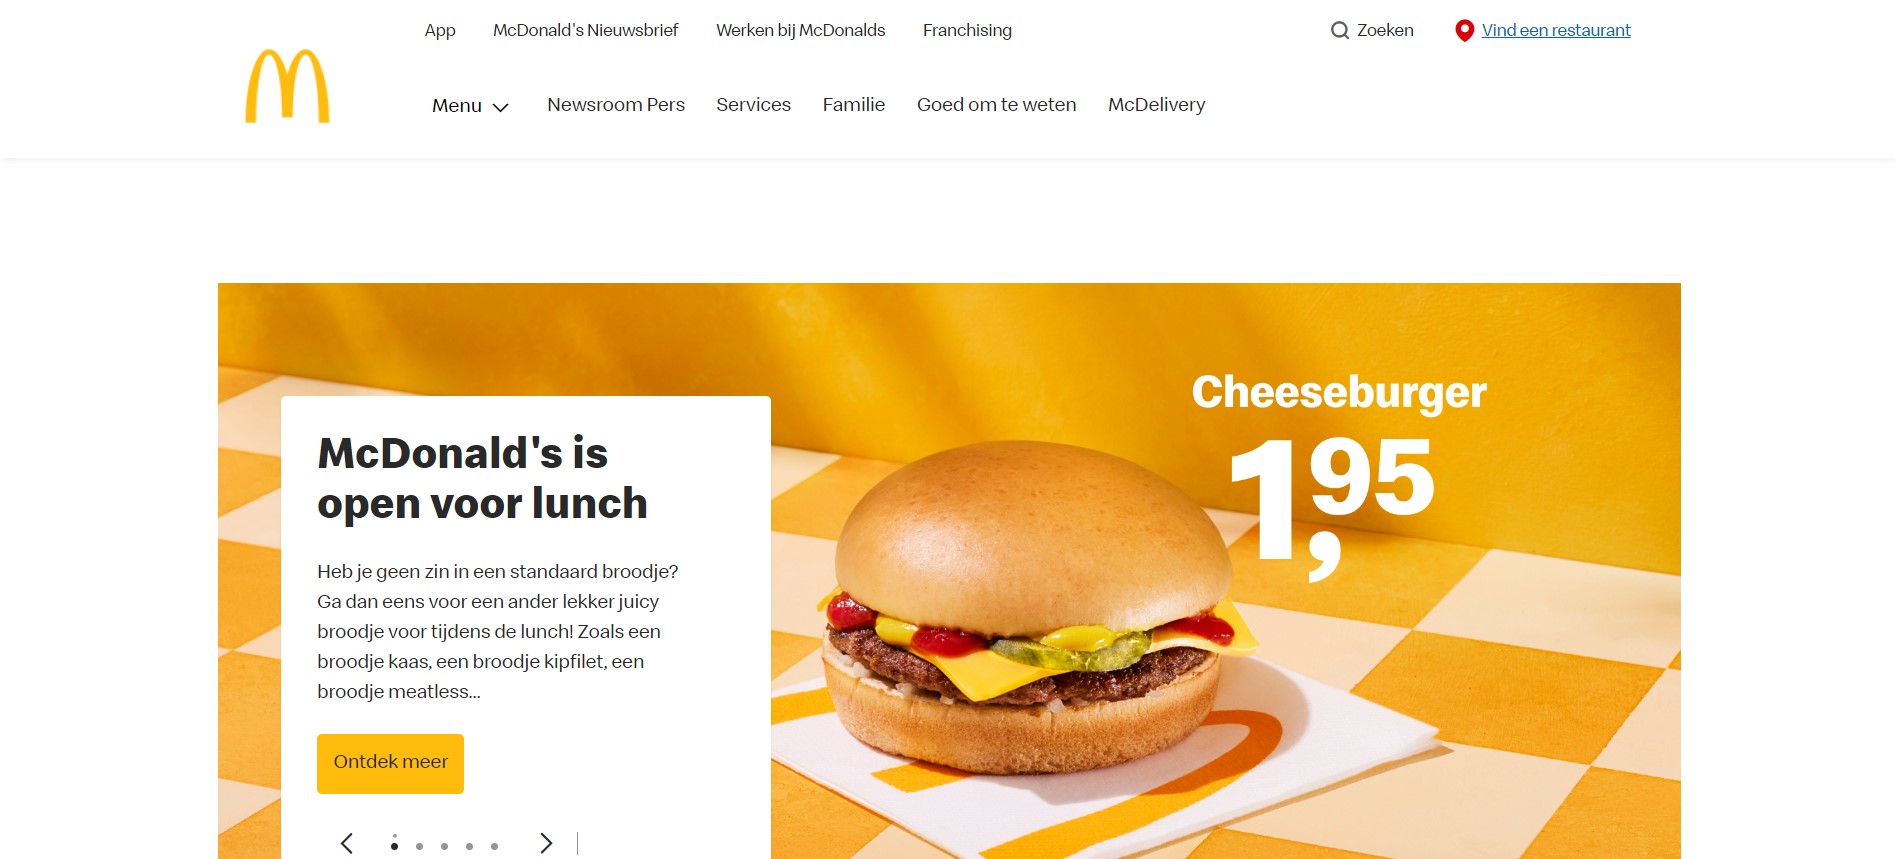 App
McDonald's Nieuwsbrief
Werken bij McDonalds
Franchising
Zoeken
Vind een restaurant
Menu
Newsroom Pers
Services
Familie
Goed om te weten
McDelivery
McDonald's is
open voor lunch
Heb je geen zin in een standaard broodje?
Ga dan eens voor een ander lekker juicy
broodje voor tijdens de lunch! Zoals een
broodje kaas, een broodje kipfilet, een
broodje meatless...
Ontdek meer
Cheeseburger
1,95